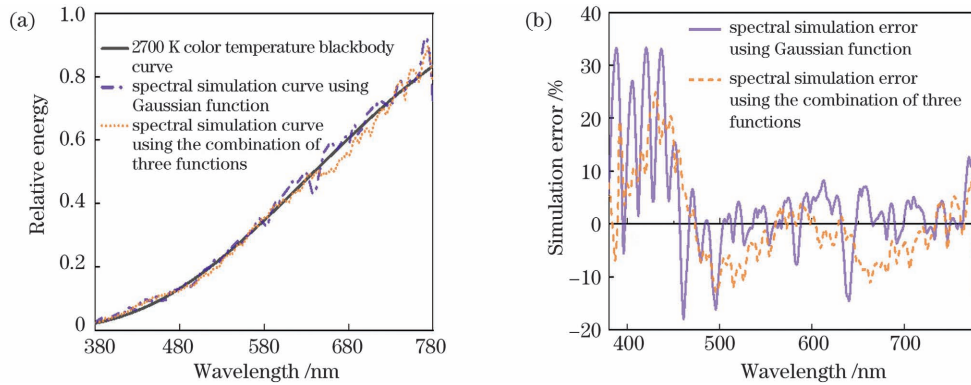 (a)
1.0
0.8
0.6
0.4
0.2
0
Relative energy
2700 K color temperature blackbody
curve
spectral simulation curve using
Gaussian function
spectral simulation curve
using the combination of
three functions
380
480
580
680
780
Wavelength /nm
(b)
40
30
20
10
0
−10
−20
Simulation error /%
spectral simulation error
using Gaussian function
spectral simulation error
using the combination of three
functions
400
500
600
700
Wavelength /nm